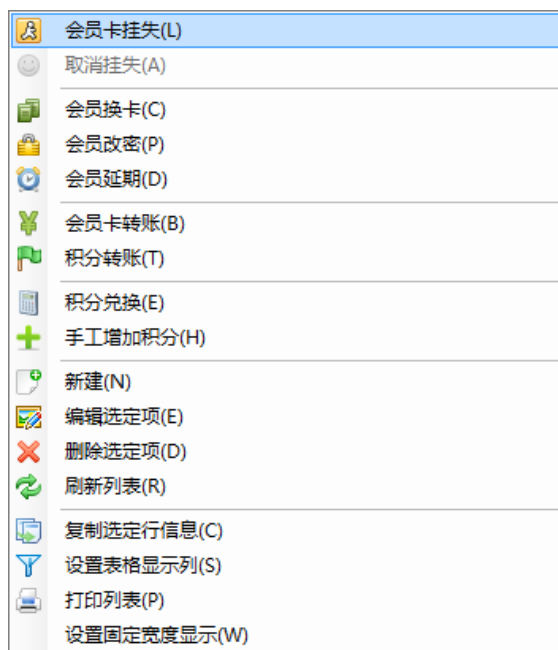 会员卡挂失(L)
取消挂失(A)
会员换卡(C)
会员改密(P)
会员延期(D)
会员卡转账(B)
积分转账(T)
积分兑换(E)
手工增加积分(H)
新建(N)
编辑选定项(E)
删除选定项(D)
刷新列表(R)
复制选定行信息(C)
设置表格显示列(S)
打印列表(P)
设置固定宽度显示(W)